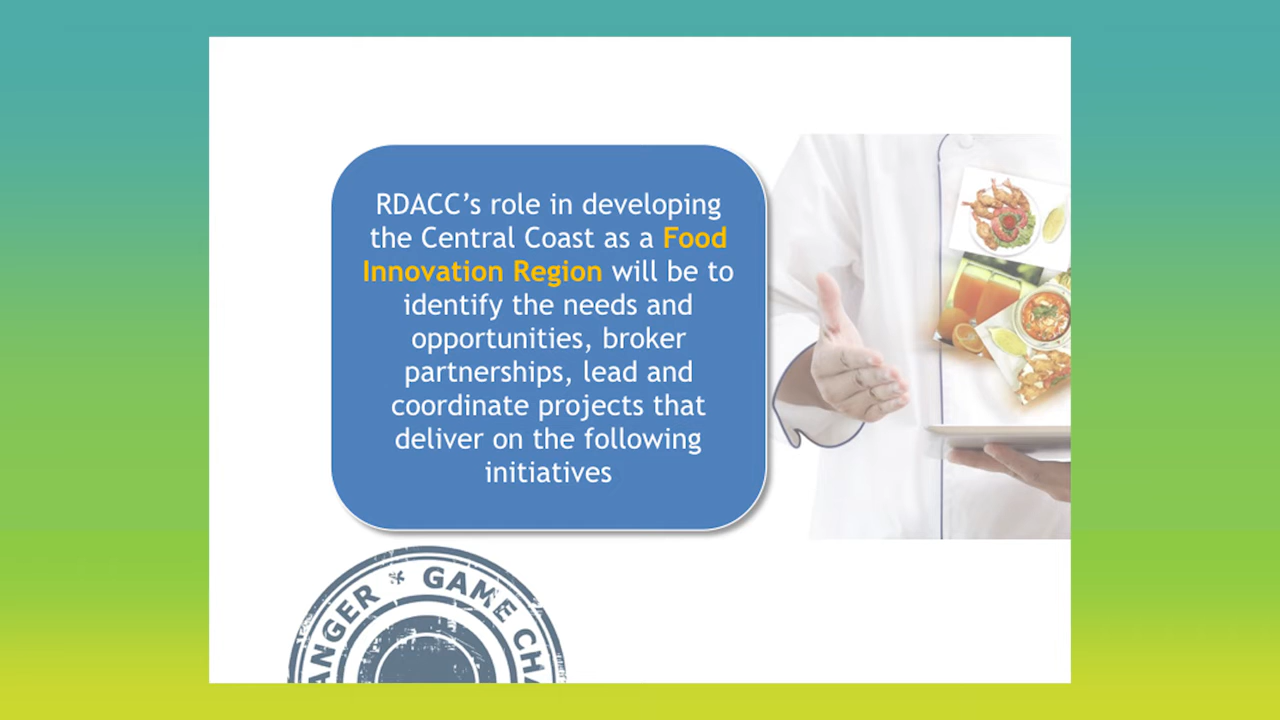 RDACC’s role in developing
the Central Coast as a Food
Innovation Region will be to
identify the needs and
opportunities, broker
partnerships, lead and
coordinate projects that
deliver on the following
initiatives
ANGER * GAME CHA